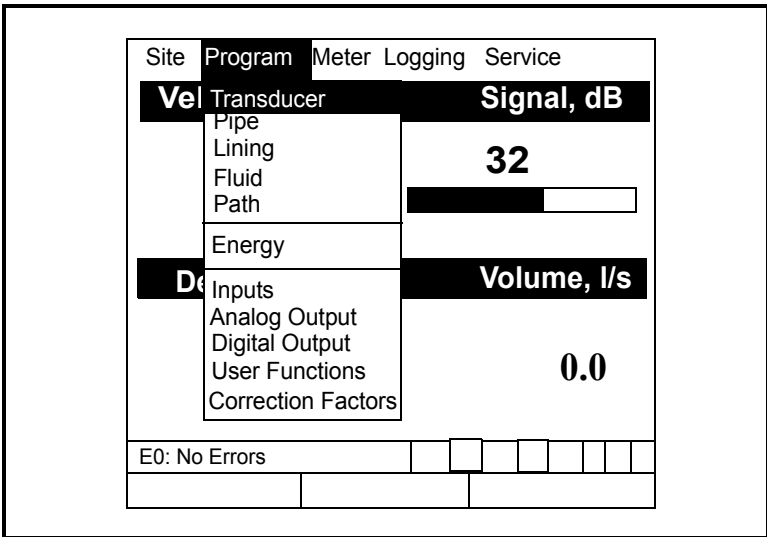 Site Program Meter Logging Service
Vel Signal, dB
Transducer
Pipe
Lining
Fluid
Path
32
Energy
De Volume, l/s
Inputs
Analog Output
Digital Output
User Functions
Correction Factors
0.0
E0: No Errors